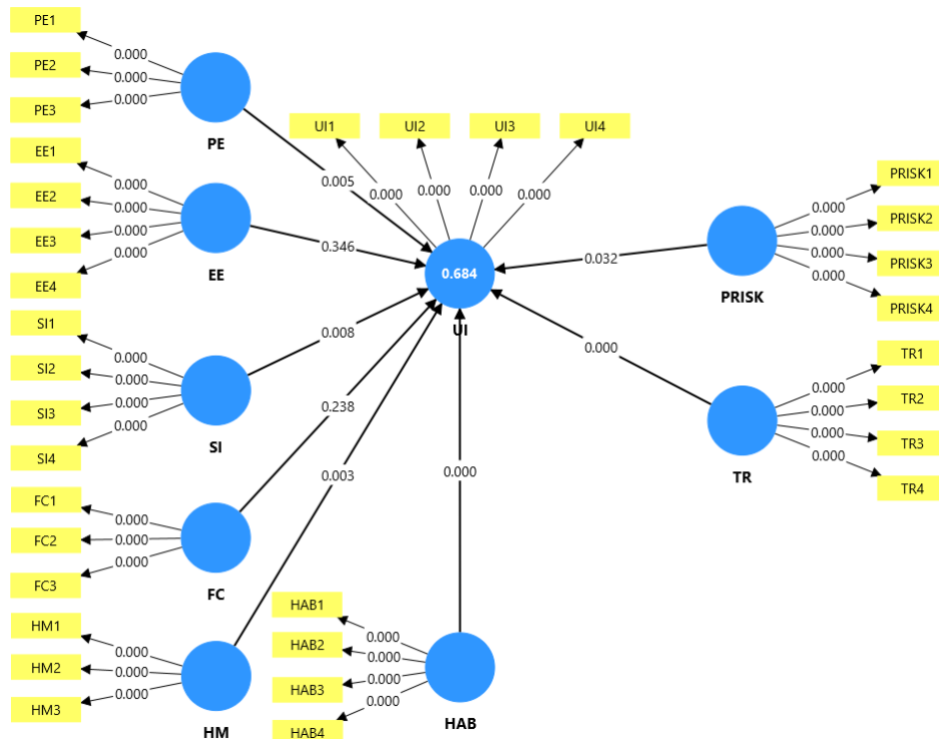 PE1
0.000
PE2
0.000
PE3
0.000
PE
EE1
0.000
EE2
0.000
EE3
0.000
EE4
0.000
EE
SI1
0.000
SI2
0.000
SI3
0.000
SI4
0.000
SI
FC1
0.000
FC2
0.000
FC3
0.000
FC
HM1
0.000
HM2
0.000
HM3
0.000
HM
0.005
0.346
0.008
0.238
0.003
UI1
UI2
UI3
UI4
0.000
0.000
0.000
0.000
0.684
UI
0.000
HAB1
0.000
HAB2
0.000
HAB3
0.000
HAB4
0.000
HAB
0.032
0.000
PRISK1
0.000
PRISK2
0.000
PRISK3
0.000
PRISK4
0.000
PRISK
TR1
0.000
TR2
0.000
TR3
0.000
TR4
0.000
TR